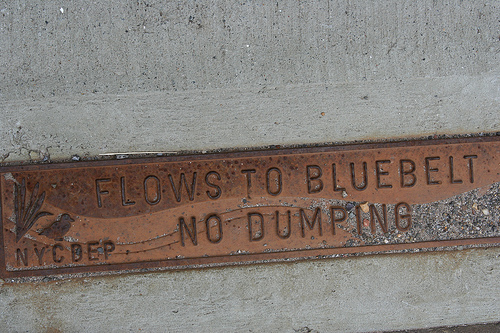 FLOWS TO BLUEBELT
NO DUMPING
NYCDEP